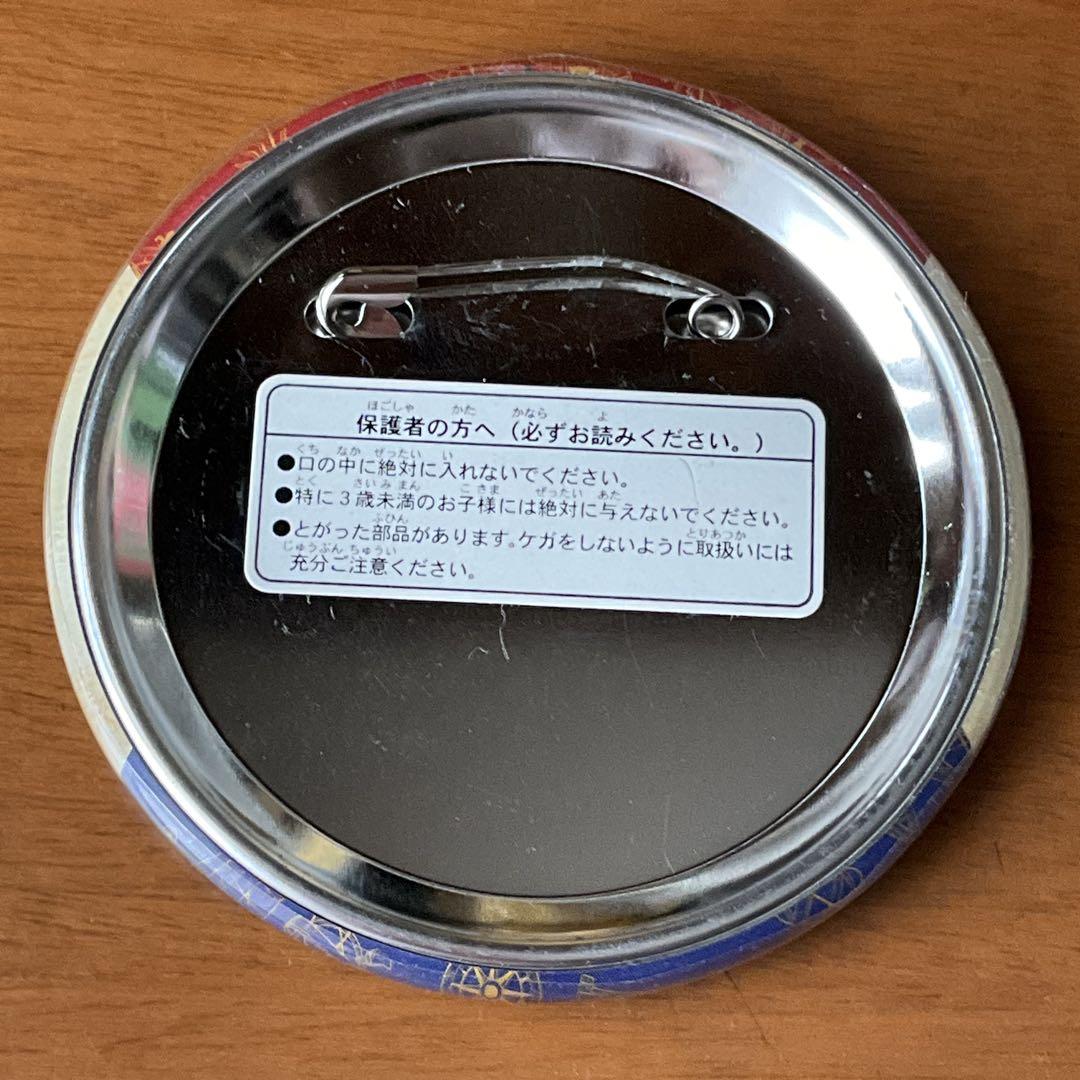 保護者の方へ（必ずお読みください。）
●口の中に絶対に入れないでください。
●特に3歳未満のお子様には絶対に与えないでください。
●とがった部品があります。ケガをしないように取扱いには
充分ご注意ください。